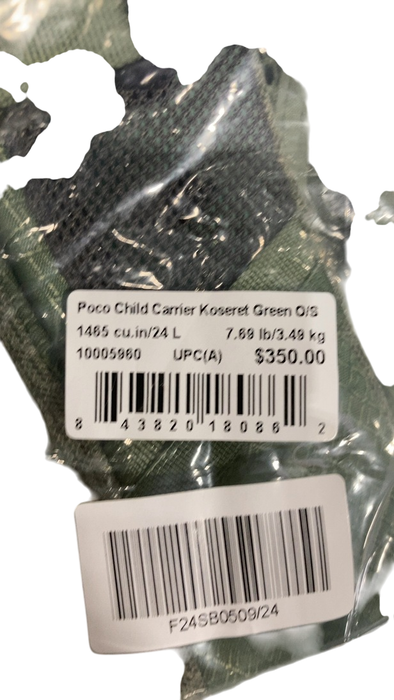 Poco Child Carrier Koseret Green O/S
1465 cu.in/24 L 7.69 lb/3.49 kg
10005960 UPC(A) $350.00
8 43820 18086 2
F24SB0509/24